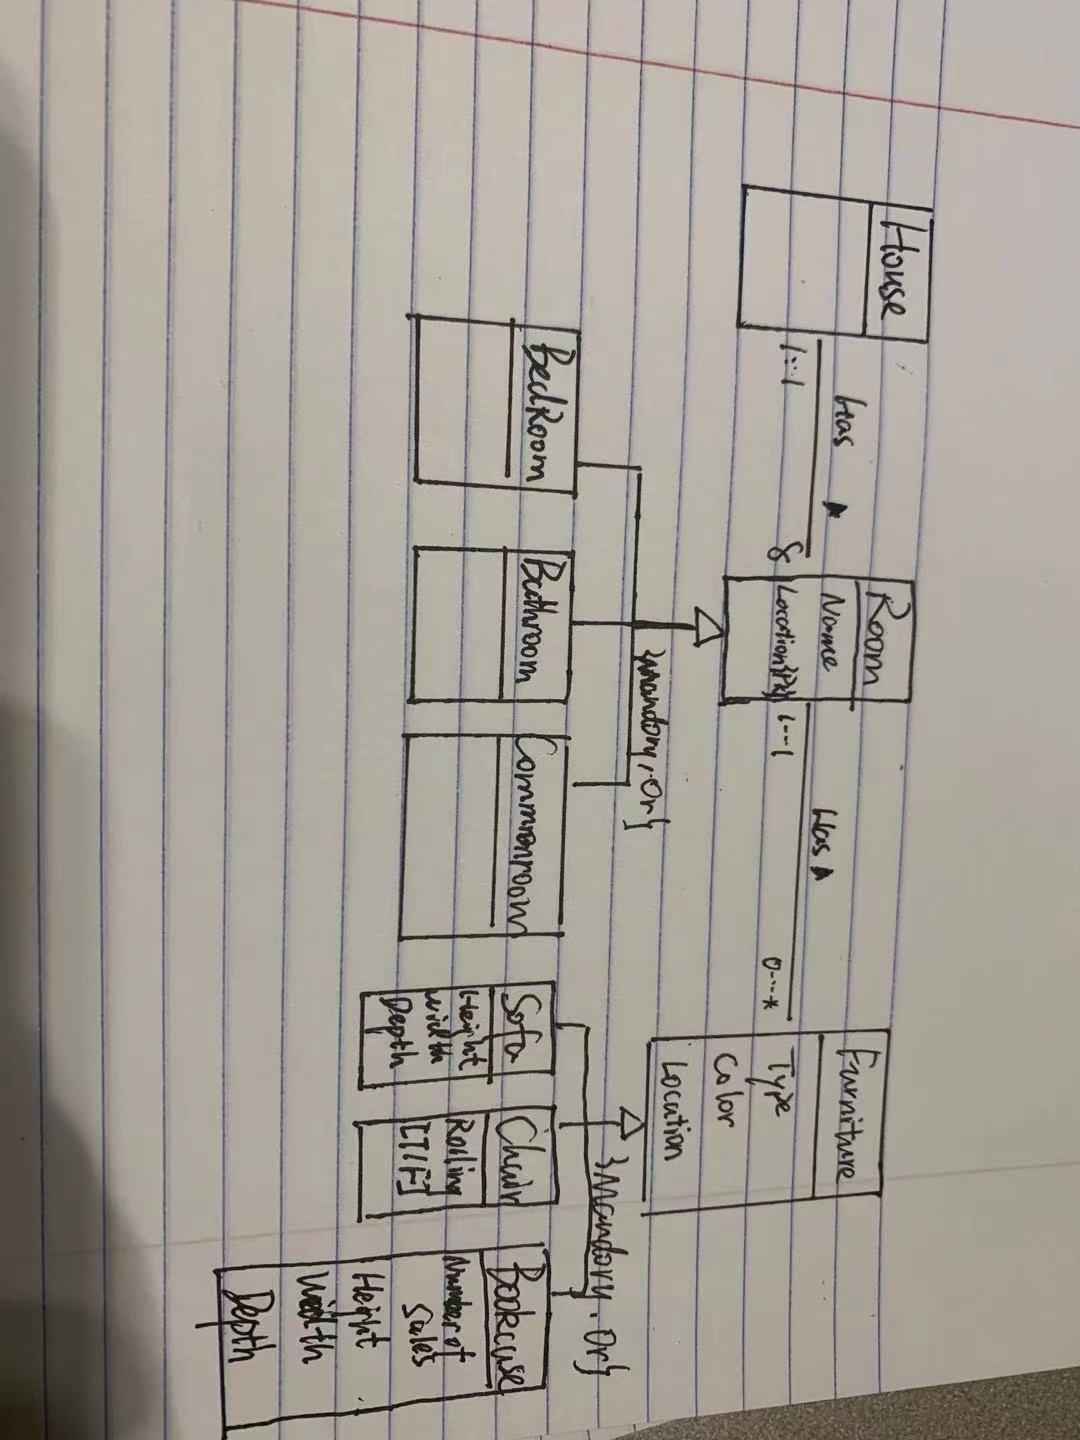 House
Has
1...1
8
Room
Name
Location{PK}
Has
1...1
0...*
Furniture
Type
Color
Location
{Mandory, Or}
{Mandory, Or}
BedRoom
Bathroom
Commonroom
Sofa
Height
Width
Depth
Chair
Rolling
[T/F]
Bookcase
Number of
Sales
Height
Width
Depth